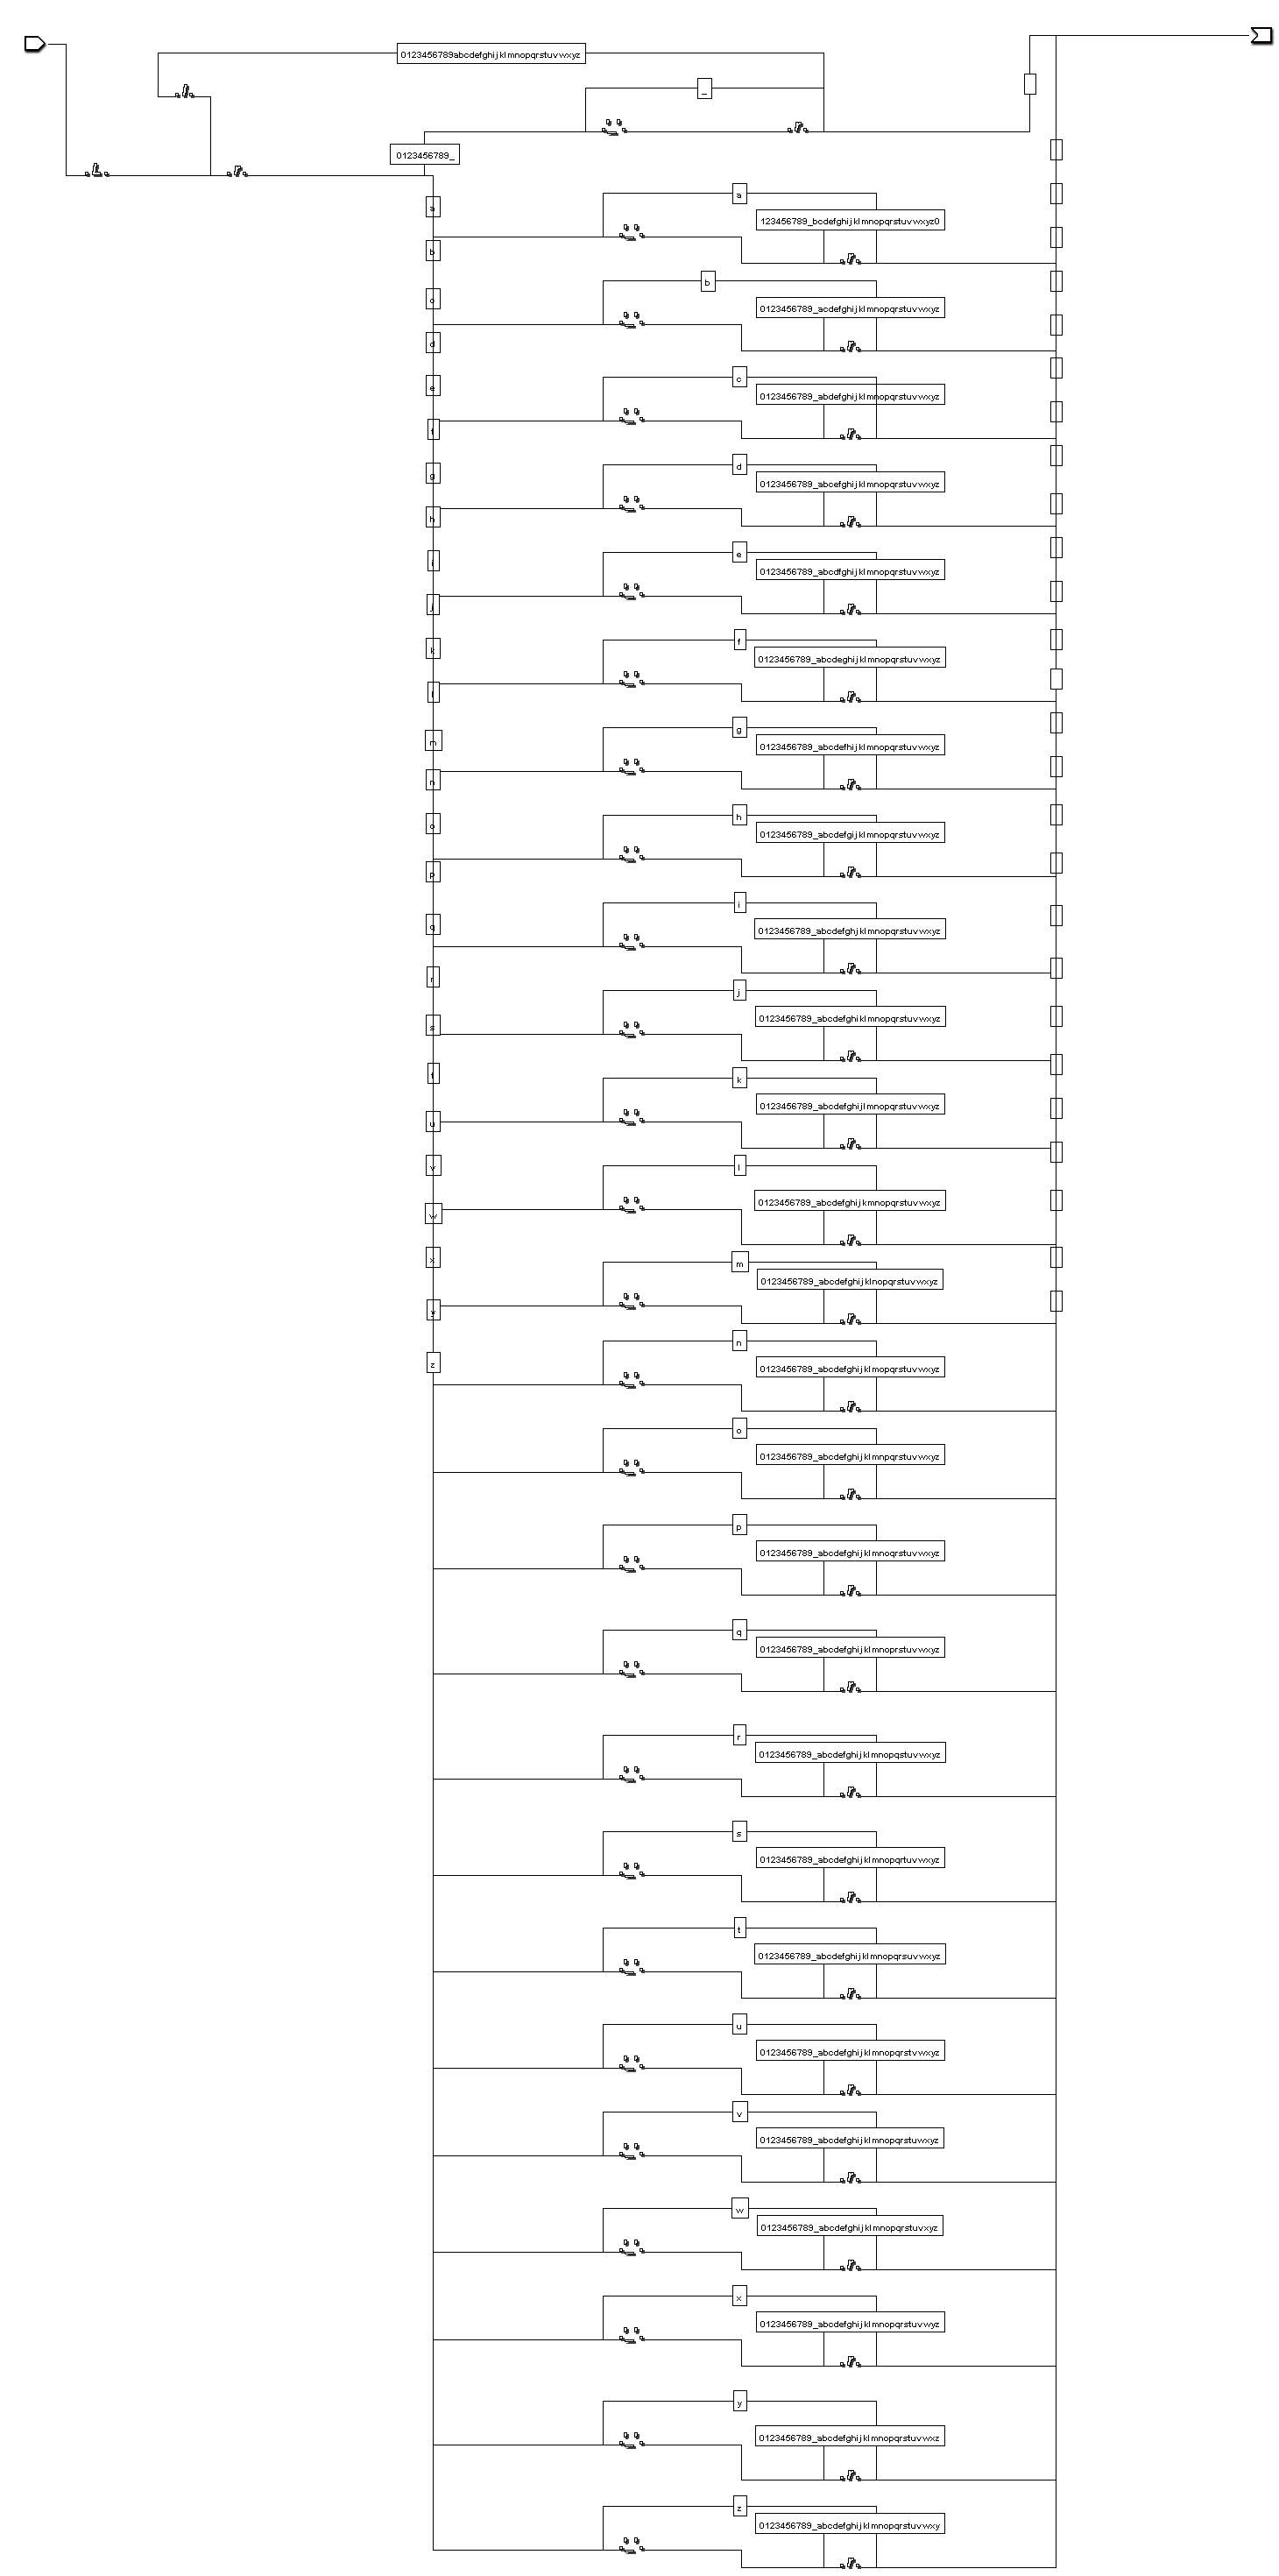 0123456789abcdefghijklmnopqrstuvwxyz
_
0123456789_
a
a
123456789_bcdefghijklmnopqrstuvwxyz0
b
b
c
0123456789_acdefghijklmnopqrstuvwxyz
d
c
e
0123456789_abdefghijklmnopqrstuvwxyz
f
d
g
0123456789_abcefghijklmnopqrstuvwxyz
h
e
i
0123456789_abcdfghijklmnopqrstuvwxyz
j
f
k
0123456789_abcdeghijklmnopqrstuvwxyz
l
g
m
0123456789_abcdefhijklmnopqrstuvwxyz
n
h
o
0123456789_abcdefgijklmnopqrstuvwxyz
p
i
q
0123456789_abcdefghjklmnopqrstuvwxyz
r
j
s
0123456789_abcdefghiklmnopqrstuvwxyz
t
k
0123456789_abcdefghijlmnopqrstuvwxyz
u
v
l
0123456789_abcdefghijkmnopqrstuvwxyz
w
x
m
0123456789_abcdefghijklnopqrstuvwxyz
y
n
z
0123456789_abcdefghijklmopqrstuvwxyz
o
0123456789_abcdefghijklmnpqrstuvwxyz
p
0123456789_abcdefghijklmnoqrstuvwxyz
q
0123456789_abcdefghijklmnoprstuvwxyz
r
0123456789_abcdefghijklmnopqstuvwxyz
s
0123456789_abcdefghijklmnopqrtuvwxyz
t
0123456789_abcdefghijklmnopqrsuvwxyz
u
0123456789_abcdefghijklmnopqrstvwxyz
v
0123456789_abcdefghijklmnopqrstuwxyz
w
0123456789_abcdefghijklmnopqrstuvxyz
x
0123456789_abcdefghijklmnopqrstuvwyz
y
0123456789_abcdefghijklmnopqrstuvwxz
z
0123456789_abcdefghijklmnopqrstuvwxy